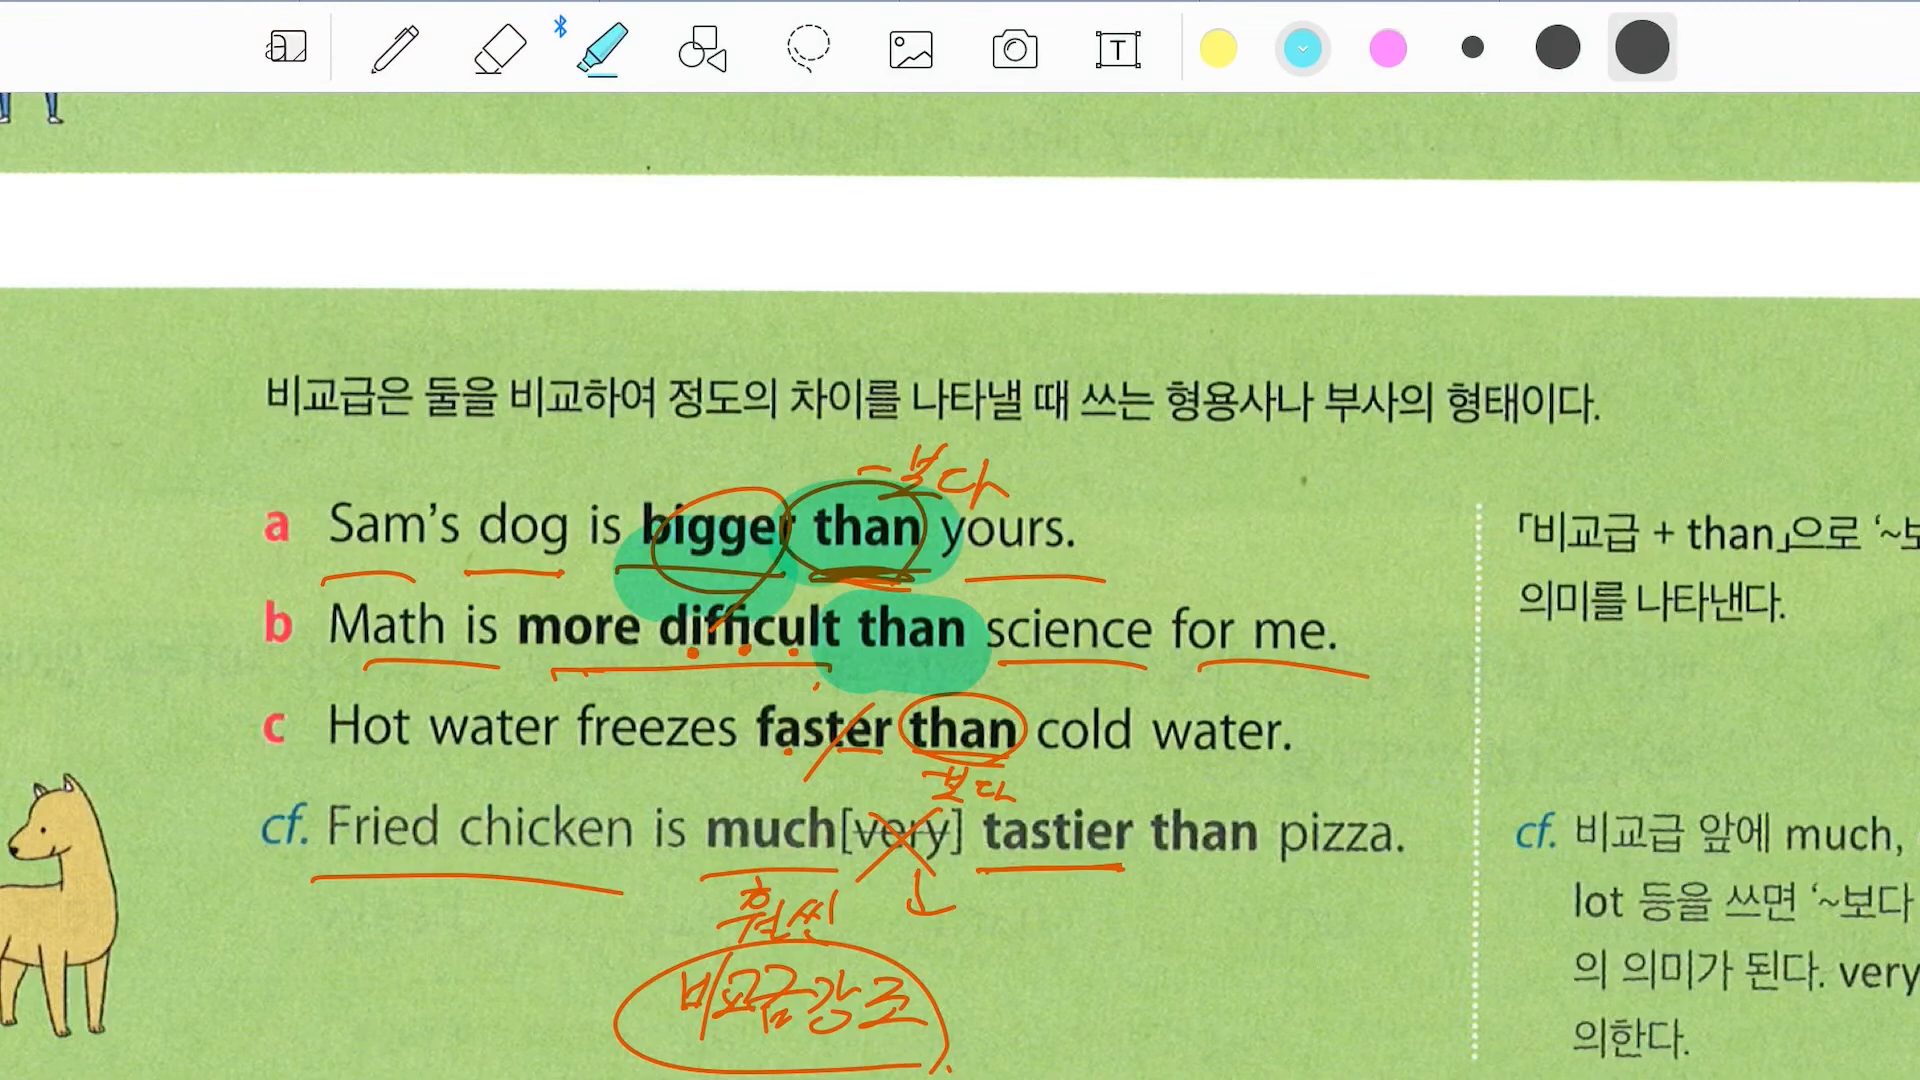 비교급은 둘을 비교하여 정도의 차이를 나타낼 때 쓰는 형용사나 부사의 형태이다.
~보다
a Sam's dog is bigger than yours.
b Math is more difficult than science for me.
c Hot water freezes faster than cold water.
보다
cf. Fried chicken is much[very] tastier than pizza.
훨씬
비교급강조
「비교급 + than」으로 '~보
의미를 나타낸다.
cf. 비교급 앞에 much,
lot 등을 쓰면 '~보다
의 의미가 된다. very
의한다.